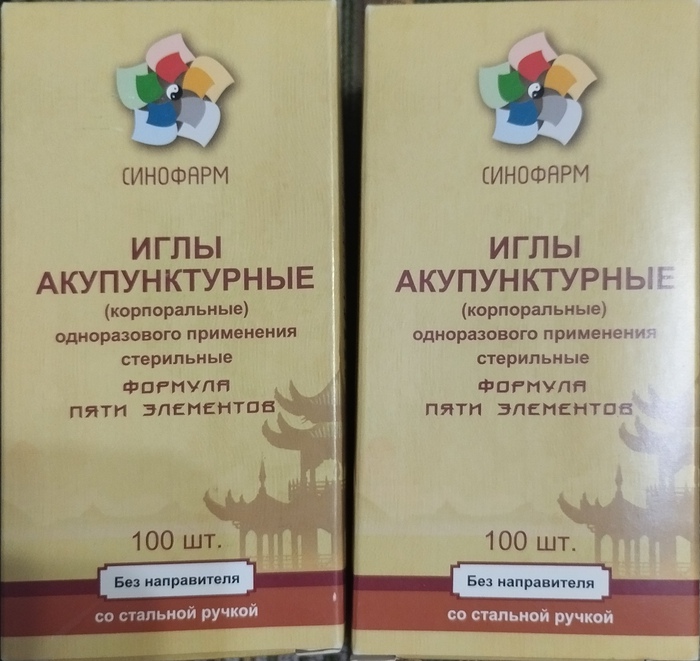 СИНОФАРМ
ИГЛЫ
АКУПУНКТУРНЫЕ
(корпоральные)
одноразового применения
стерильные
ФОРМУЛА
ПЯТИ ЭЛЕМЕНТОВ
100 шт.
Без направителя
со стальной ручкой
СИНОФАРМ
ИГЛЫ
АКУПУНКТУРНЫЕ
(корпоральные)
одноразового применения
стерильные
ФОРМУЛА
ПЯТИ ЭЛЕМЕНТОВ
100 шт.
Без направителя
со стальной ручкой